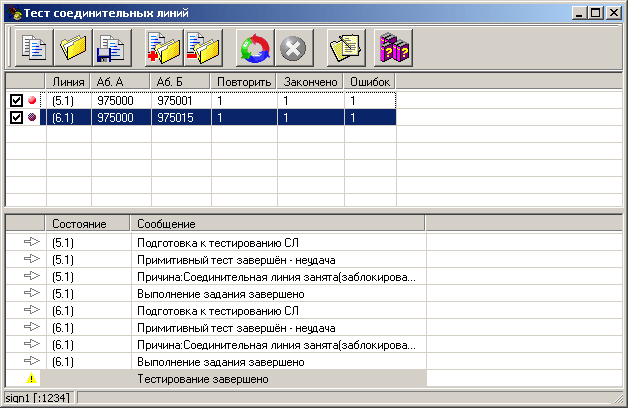 Тест соединительных линий
Линия Аб. А Аб. Б Повторить Закончено Ошибок
(5.1) 975000 975001 1 1 1
(6.1) 975000 975015 1 1 1
Состояние Сообщение
(5.1) Подготовка к тестированию СЛ
(5.1) Примитивный тест завершён - неудача
(5.1) Причина:Соединительная линия занята(заблокирова...
(5.1) Выполнение задания завершено
(6.1) Подготовка к тестированию СЛ
(6.1) Примитивный тест завершён - неудача
(6.1) Причина:Соединительная линия занята(заблокирова...
(6.1) Выполнение задания завершено
Тестирование завершено
sign1 [:1234]